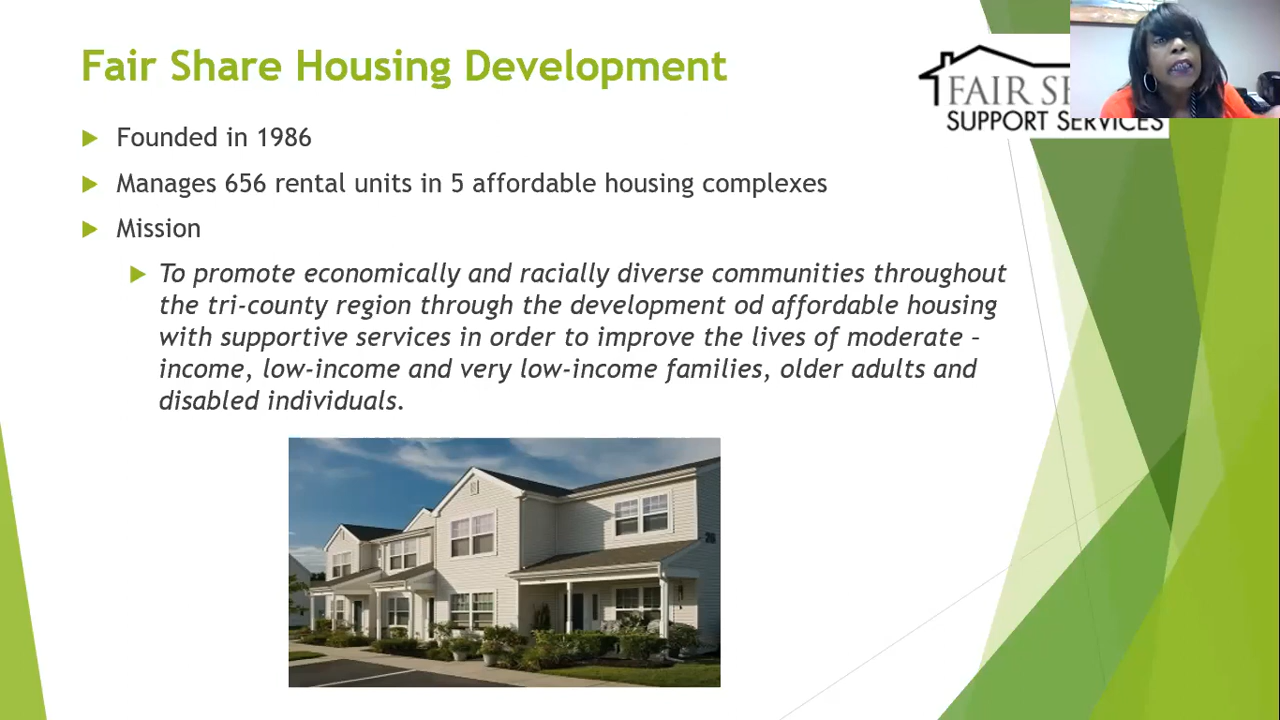 Fair Share Housing Development
FAIR
SUPPORT SERVICES
Founded in 1986
Manages 656 rental units in 5 affordable housing complexes
Mission
To promote economically and racially diverse communities throughout
the tri-county region through the development od affordable housing
with supportive services in order to improve the lives of moderate –
income, low-income and very low-income families, older adults and
disabled individuals.